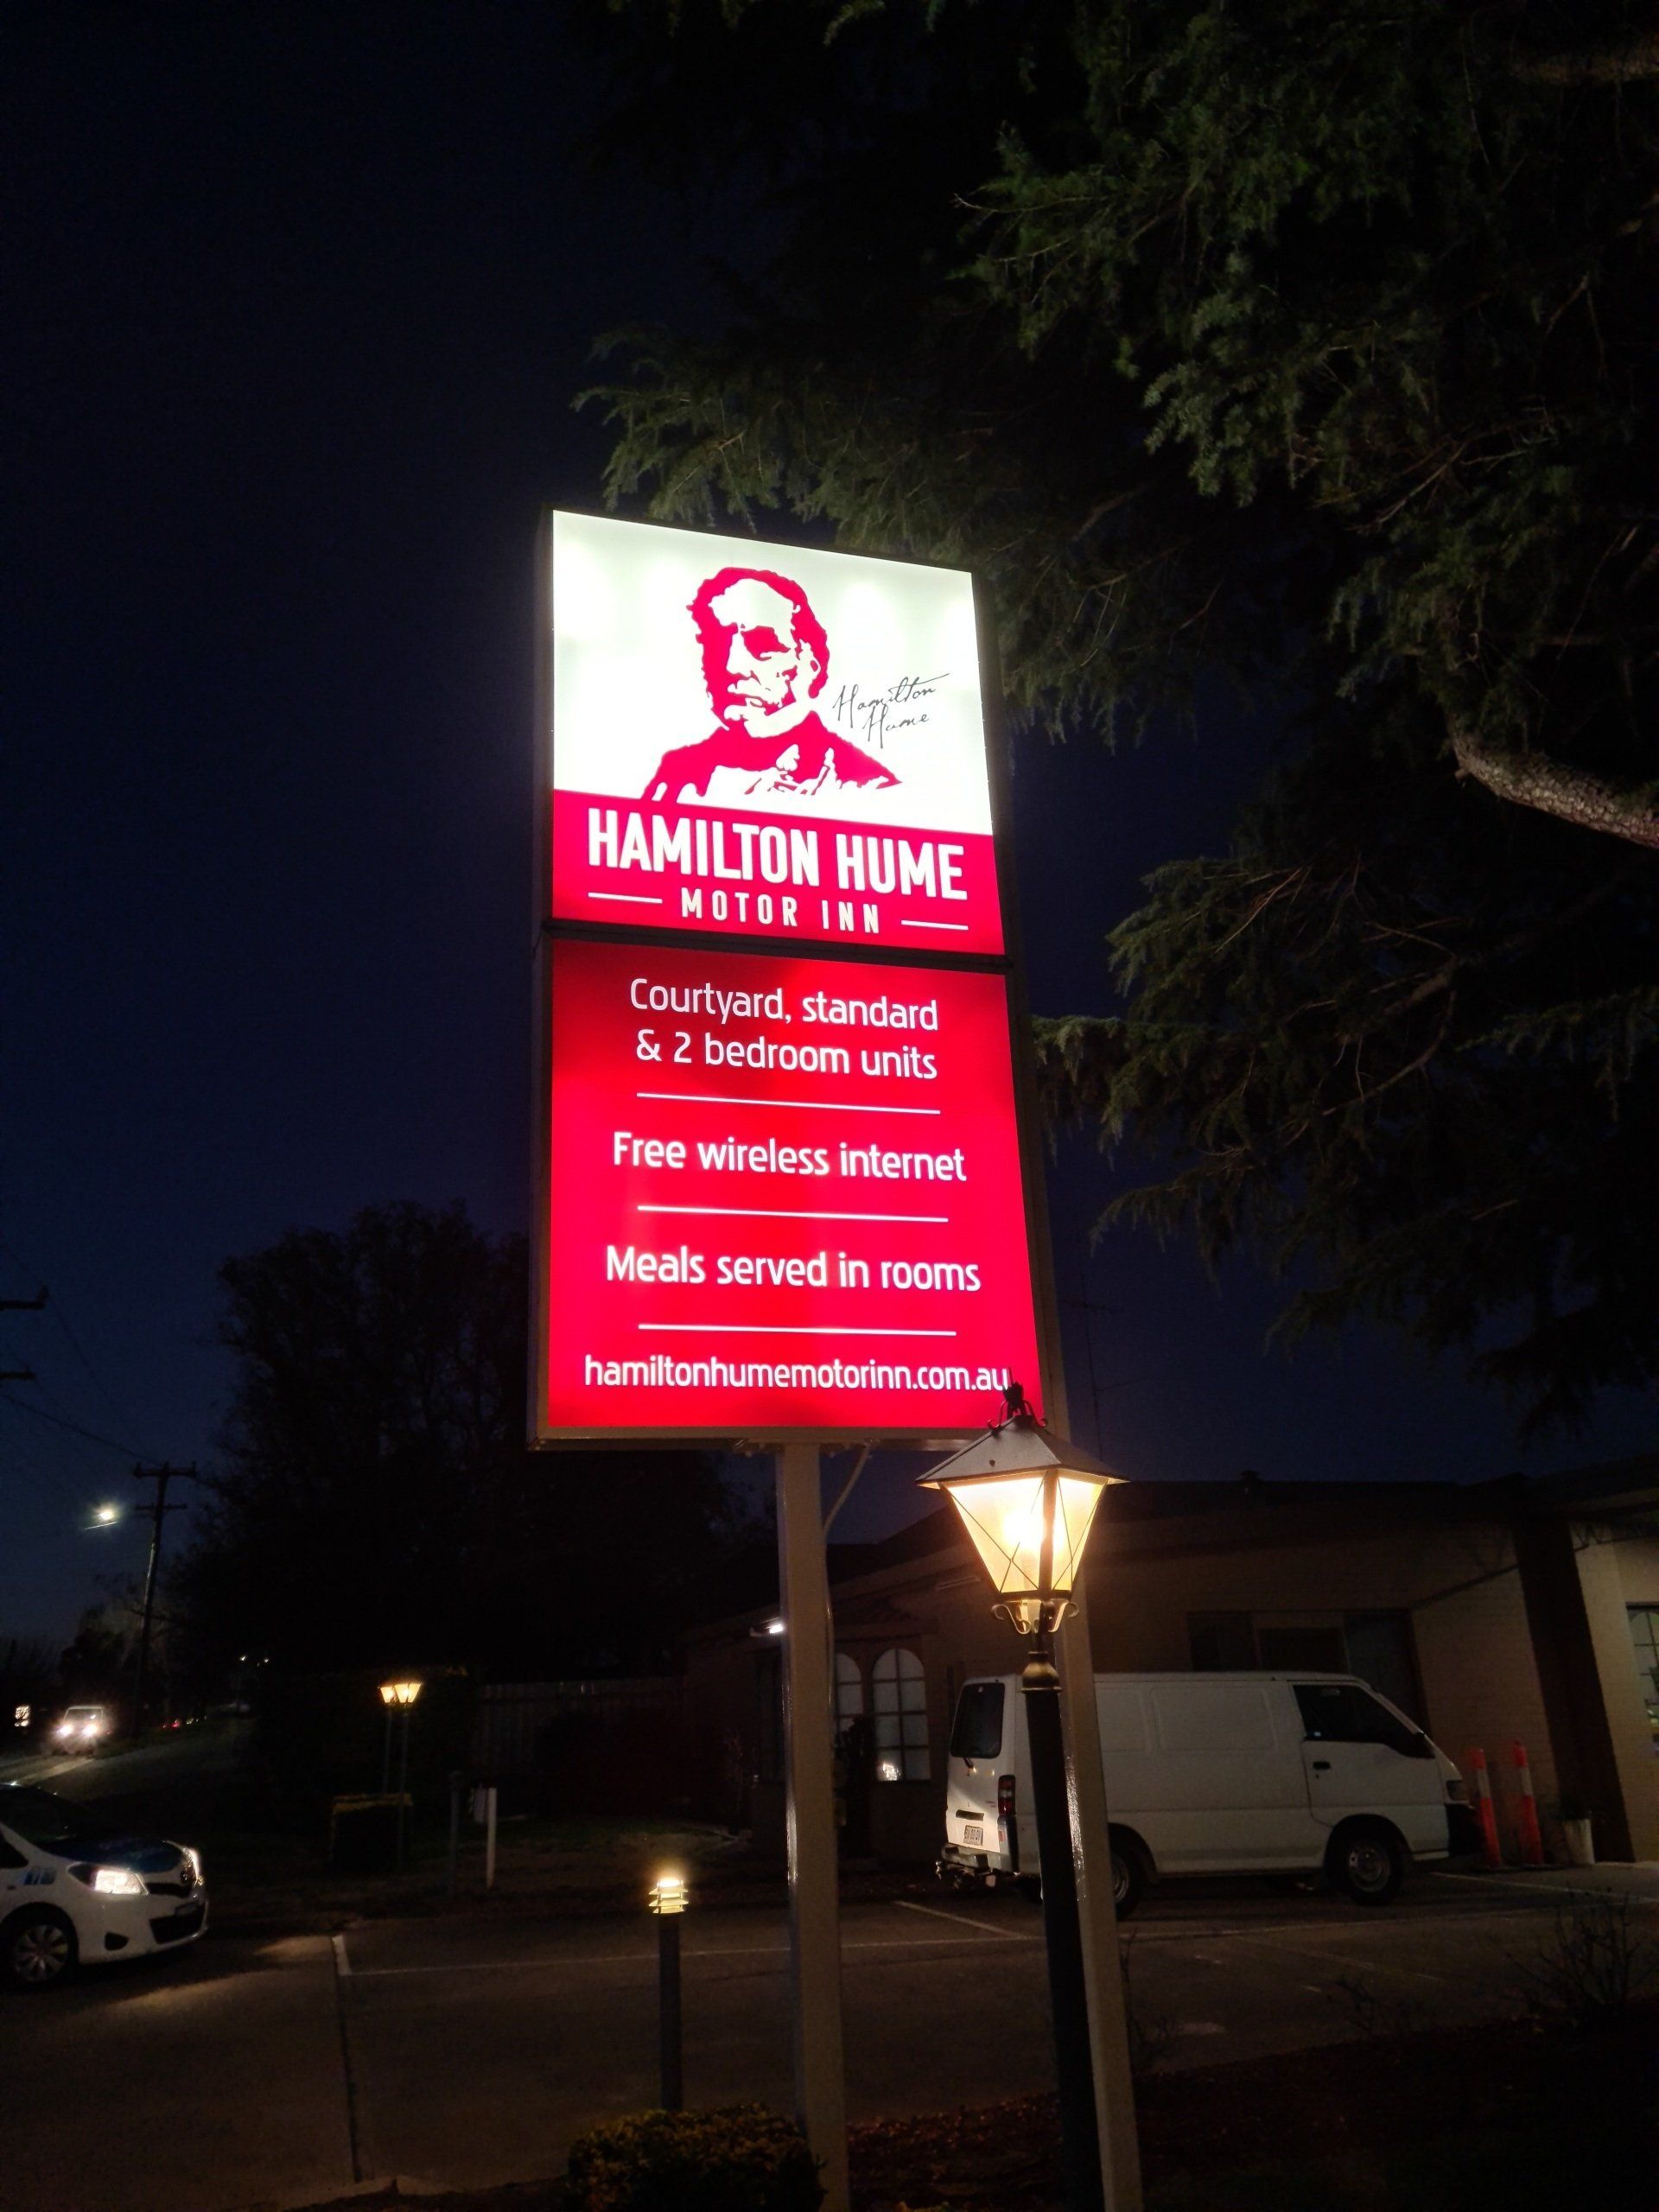 Hamilton
Hume
HAMILTON HUME
MOTOR INN
Courtyard, standard
& 2 bedroom units
Free wireless internet
Meals served in rooms
hamiltonhumemotorinn.com.au